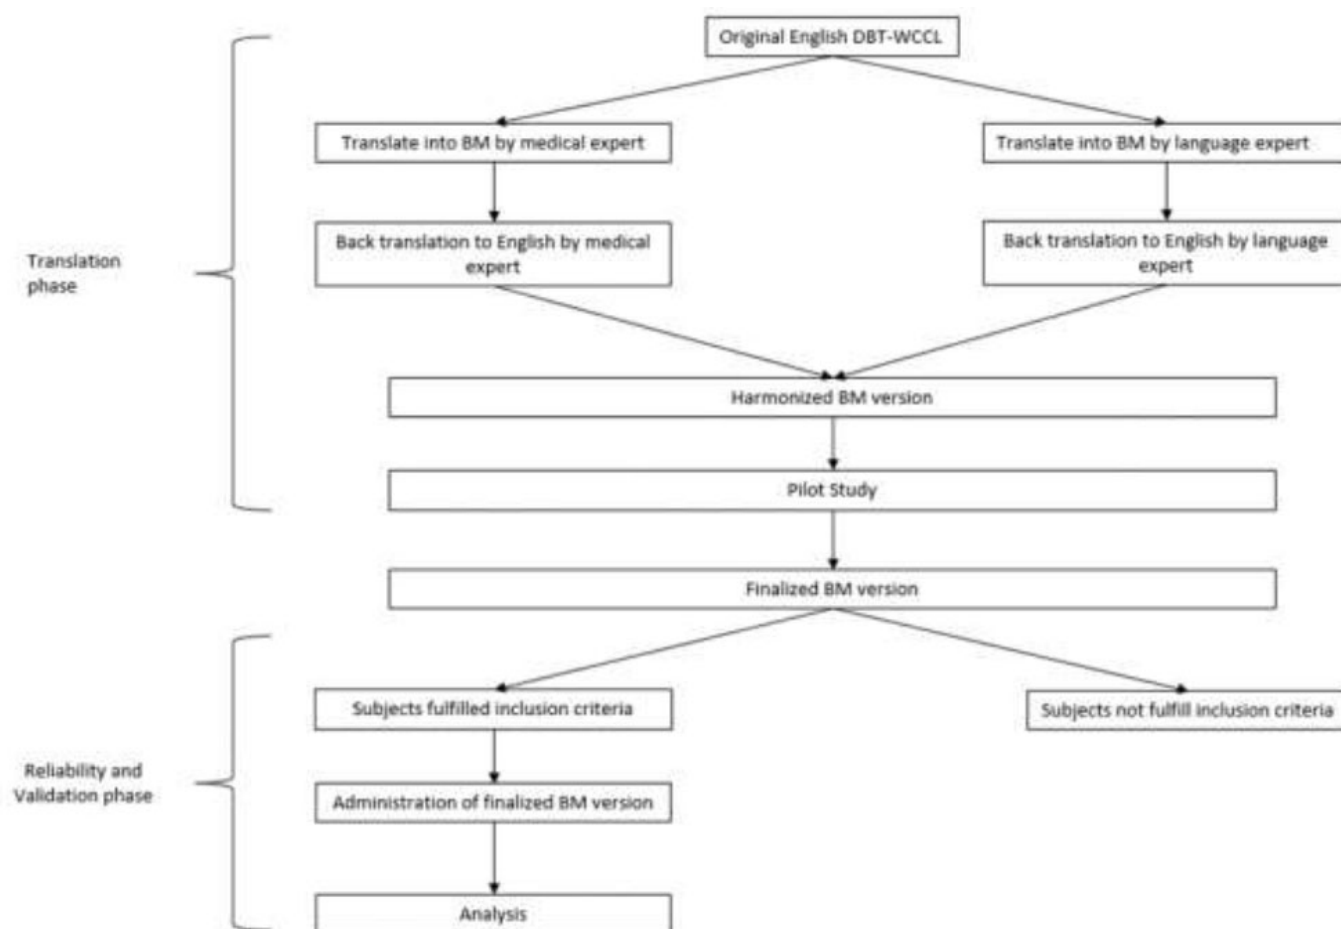 Original English DBT-WCCL
Translate into BM by medical expert
Translate into BM by language expert
Back translation to English by medical
expert
Back translation to English by language
expert
Translation
phase
Harmonized BM version
Pilot Study
Finalized BM version
Subjects fulfilled inclusion criteria
Subjects not fulfill inclusion criteria
Reliability and
Validation phase
Administration of finalized BM version
Analysis